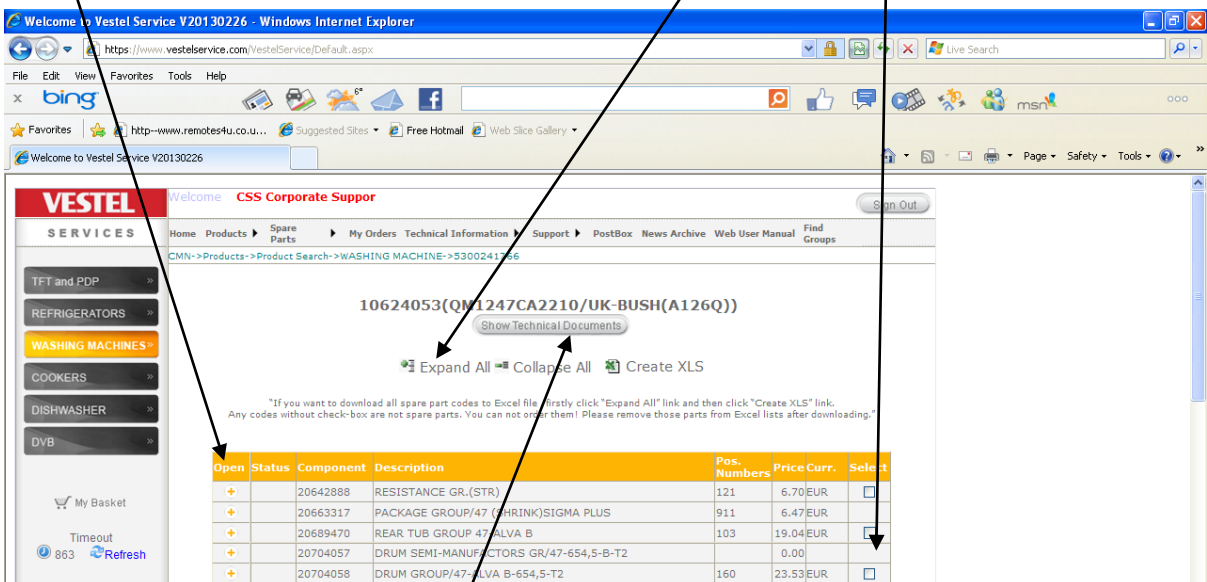 Welcome to Vestel Service V20130226 - Windows Internet Explorer
https://www.vestelservice.com/VestelService/Default.aspx
Live Search
File Edit View Favorites Tools Help
x bing 6° f msn ooo
Favorites http--www.remotes4u.co.u... Suggested Sites Free Hotmail Web Slice Gallery
Welcome to Vestel Service V20130226
Page Safety Tools »
VESTEL
SERVICES
Welcome CSS Corporate Suppor
Sign Out
Home Products Spare Parts My Orders Technical Information Support PostBox News Archive Web User Manual Find Groups
CMN->Products->Product Search->WASHING MACHINE->5300241766
TFT and PDP »
REFRIGERATORS »
WASHING MACHINES »
COOKERS »
DISHWASHER »
DVB »
My Basket
Timeout
863 Refresh
10624053(QM1247CA2210/UK-BUSH(A126Q))
Show Technical Documents
Expand All Collapse All Create XLS
"If you want to download all spare part codes to Excel file, firstly click "Expand All" link and then click "Create XLS" link.
Any codes without check-box are not spare parts. You can not order them! Please remove those parts from Excel lists after downloading."
Open Status Component Description Pos. Numbers Price Curr. Select
20642888 RESISTANCE GR.(STR) 121 6.70 EUR
20663317 PACKAGE GROUP/47 (SHRINK)SIGMA PLUS 911 6.47 EUR
20689470 REAR TUB GROUP 47-ALVA B 103 19.04 EUR
20704057 DRUM SEMI-MANUFACTORS GR/47-654,5-B-T2 0.00
20704058 DRUM GROUP/47-ALVA B-654,5-T2 160 23.53 EUR